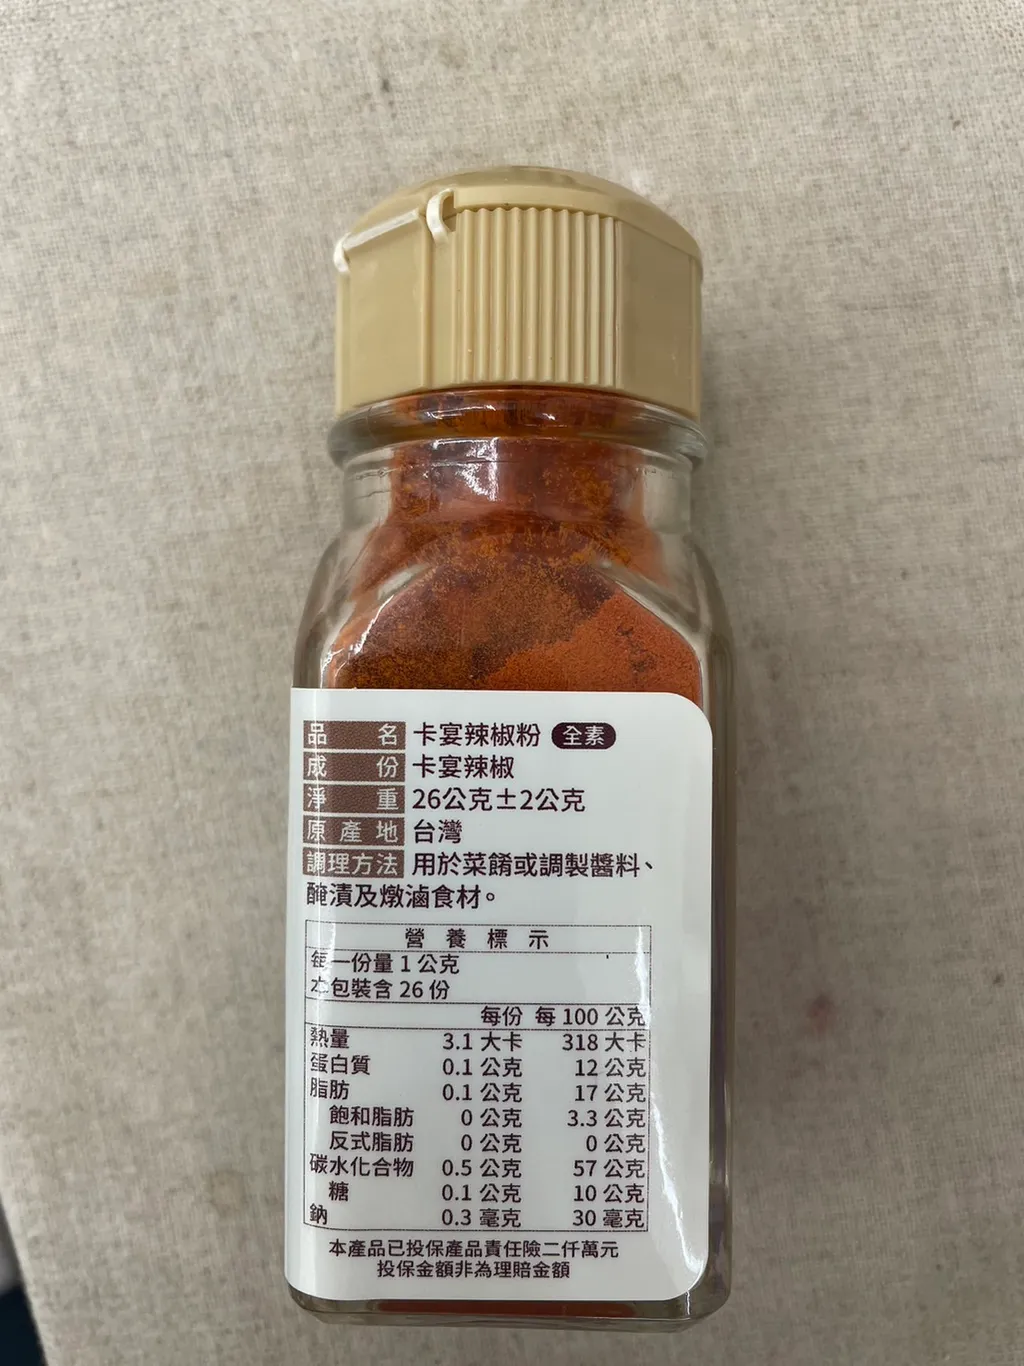 品名 卡宴辣椒粉 全素
成份 卡宴辣椒
淨重 26公克±2公克
原產地 台灣
調理方法 用於菜餚或調製醬料、
醃漬及燉滷食材。
營養標示
每一份量 1 公克
本包裝含 26 份
每份 每 100 公克
熱量 3.1 大卡 318 大卡
蛋白質 0.1 公克 12 公克
脂肪 0.1 公克 17 公克
飽和脂肪 0 公克 3.3 公克
反式脂肪 0 公克 0 公克
碳水化合物 0.5 公克 57 公克
糖 0.1 公克 10 公克
鈉 0.3 毫克 30 毫克
本產品已投保產品責任險二仟萬元
投保金額非為理賠金額